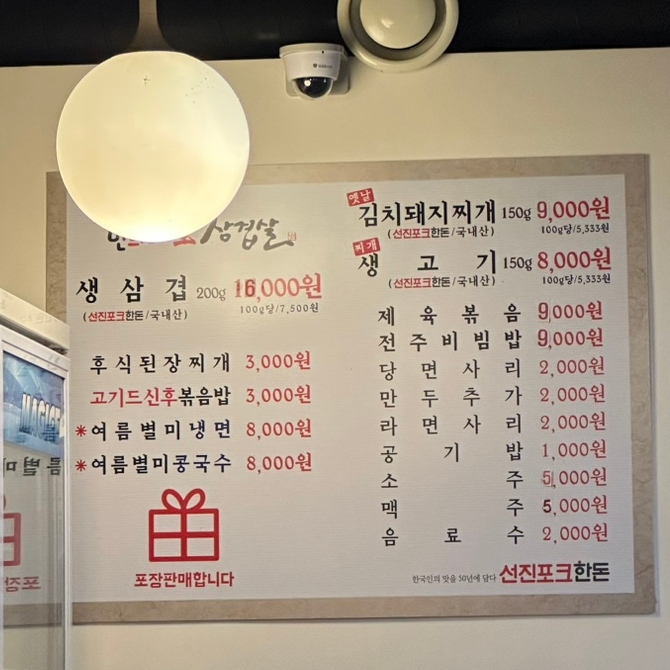 삼겹살
생삼겹 200g 16,000원
(선진포크한돈/국내산) 100g당/7,500원
후식된장찌개 3,000원
고기드신후볶음밥 3,000원
*여름별미냉면 8,000원
*여름별미콩국수 8,000원
포장판매합니다
옛날
김치돼지찌개 150g 9,000원
(선진포크한돈/국내산) 100g당/5,333원
찌개
생고기 150g 8,000원
(선진포크한돈/국내산) 100g당/5,333원
제육볶음 9,000원
전주비빔밥 9,000원
당면사리 2,000원
만두추가 2,000원
라면사리 2,000원
공기밥 1,000원
소주 5,000원
맥주 5,000원
음료수 2,000원
한국인의 맛을 50년에 담다 선진포크한돈